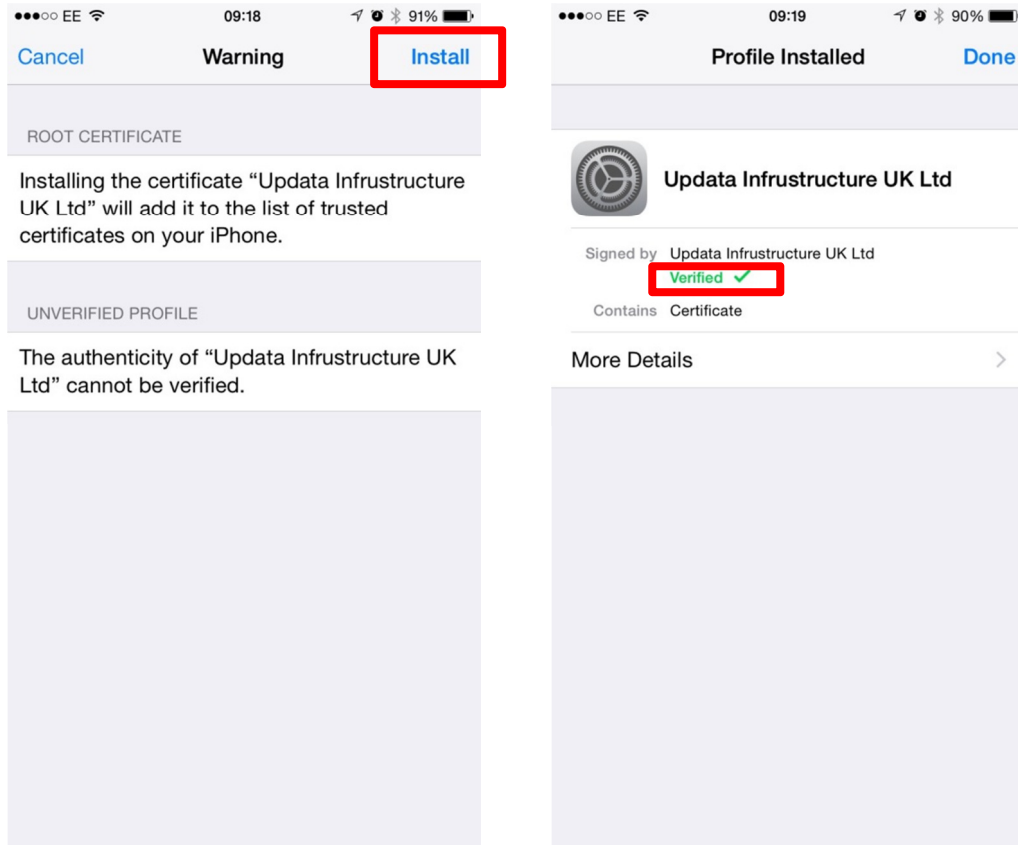 EE 09:18 91%
Cancel Warning Install
ROOT CERTIFICATE
Installing the certificate “Updata Infrustructure
UK Ltd” will add it to the list of trusted
certificates on your iPhone.
UNVERIFIED PROFILE
The authenticity of “Updata Infrustructure UK
Ltd” cannot be verified.
EE 09:19 90%
Profile Installed Done
Updata Infrustructure UK Ltd
Signed by Updata Infrustructure UK Ltd
Verified
Contains Certificate
More Details